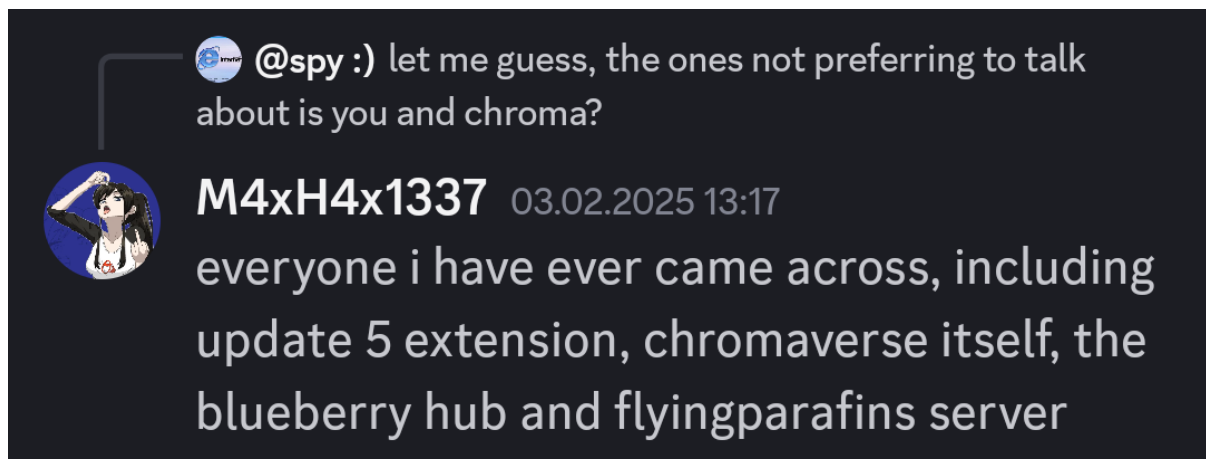 @spy :) let me guess, the ones not preferring to talk
about is you and chroma?
M4xH4x1337 03.02.2025 13:17
everyone i have ever came across, including
update 5 extension, chromaverse itself, the
blueberry hub and flyingparafins server